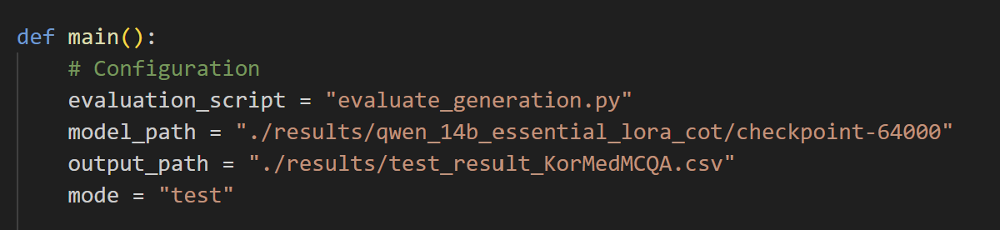 def main():
    # Configuration
    evaluation_script = "evaluate_generation.py"
    model_path = "./results/qwen_14b_essential_lora_cot/checkpoint-64000"
    output_path = "./results/test_result_KorMedMCQA.csv"
    mode = "test"